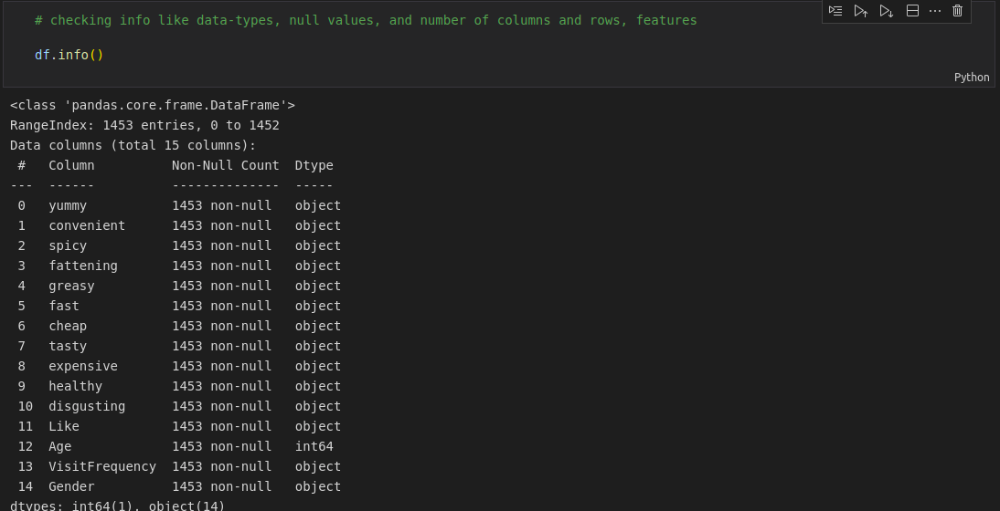 # checking info like data-types, null values, and number of columns and rows, features
df.info()
Python
<class 'pandas.core.frame.DataFrame'>
RangeIndex: 1453 entries, 0 to 1452
Data columns (total 15 columns):
 #   Column          Non-Null Count  Dtype
---  ------          --------------  -----
 0   yummy           1453 non-null   object
 1   convenient      1453 non-null   object
 2   spicy           1453 non-null   object
 3   fattening       1453 non-null   object
 4   greasy          1453 non-null   object
 5   fast            1453 non-null   object
 6   cheap           1453 non-null   object
 7   tasty           1453 non-null   object
 8   expensive       1453 non-null   object
 9   healthy         1453 non-null   object
 10  disgusting      1453 non-null   object
 11  Like            1453 non-null   object
 12  Age             1453 non-null   int64
 13  VisitFrequency  1453 non-null   object
 14  Gender          1453 non-null   object
dtypes: int64(1), object(14)